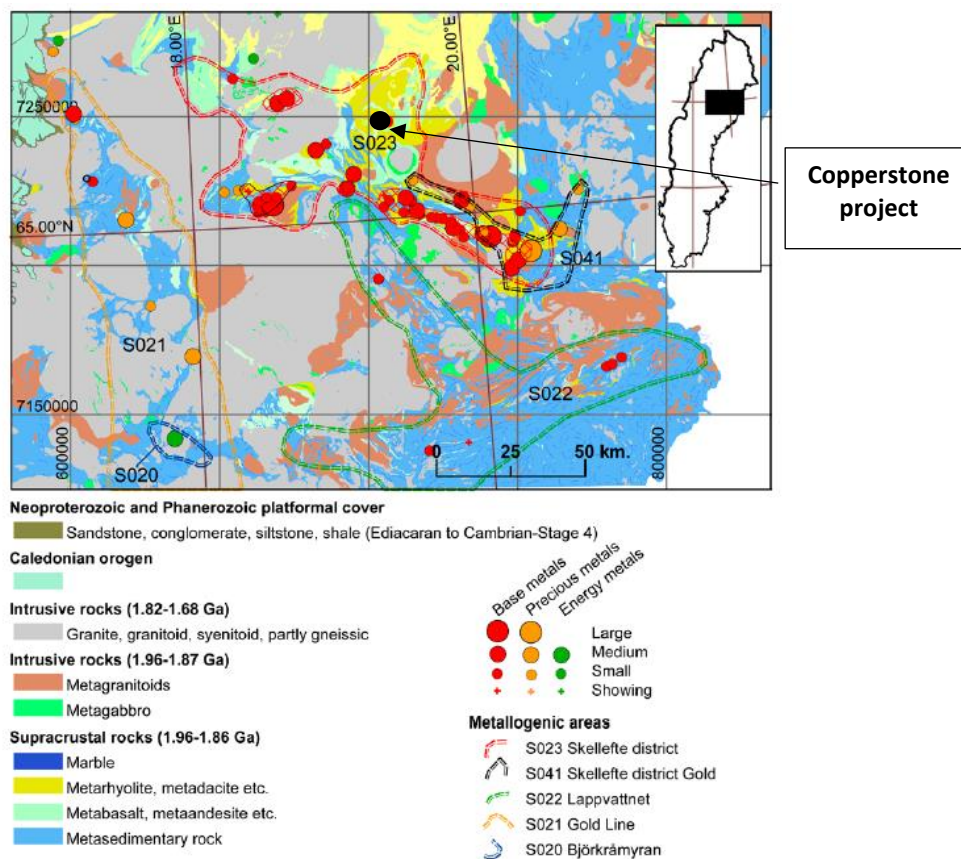 18.00°E
20.00°E
7250000
S023
Copperstone
project
65.00°N
S041
S021
S022
7150000
S020
0 25 50 km.
600000
800000
Neoproterozoic and Phanerozoic platformal cover
Sandstone, conglomerate, siltstone, shale (Ediacaran to Cambrian-Stage 4)
Caledonian orogen
Intrusive rocks (1.82-1.68 Ga)
Granite, granitoid, syenitoid, partly gneissic
Intrusive rocks (1.96-1.87 Ga)
Metagranitoids
Metagabbro
Supracrustal rocks (1.96-1.86 Ga)
Marble
Metarhyolite, metadacite etc.
Metabasalt, metaandesite etc.
Metasedimentary rock
Base metals
Precious metals
Energy metals
Large
Medium
Small
Showing
Metallogenic areas
S023 Skellefte district
S041 Skellefte district Gold
S022 Lappvattnet
S021 Gold Line
S020 Björkråmyran